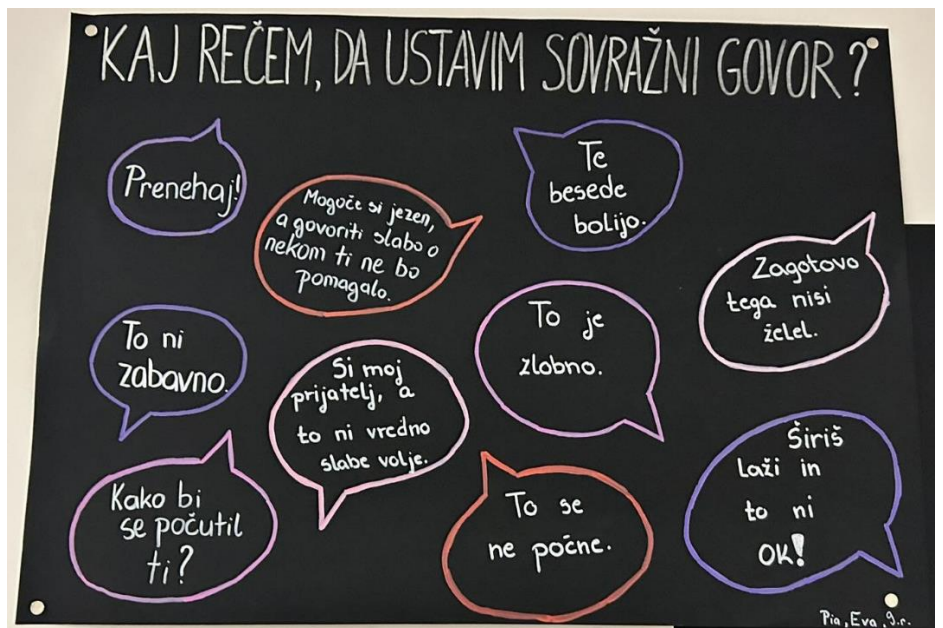 KAJ REČEM, DA USTAVIM SOVRAŽNI GOVOR?
Prenehaj!
Mogoče si jezen,
a govoriti slabo o
nekom ti ne bo
pomagalo.
Te
besede
bolijo.
Zagotovo
tega nisi
želel.
To ni
zabavno.
Si moj
prijatelj, a
to ni vredno
slabe volje.
To je
zlobno.
Kako bi
se počutil
ti?
To se
ne počne.
Širiš
laži in
to ni
OK!
Pia, Eva, 9.r.